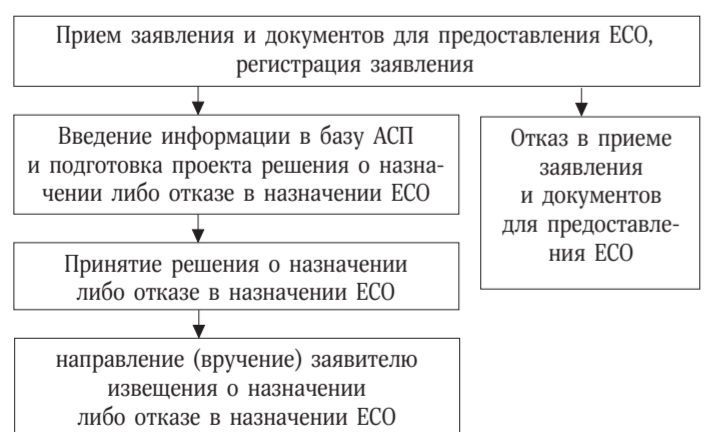 Прием заявления и документов для предоставления ЕСО,
регистрация заявления
Введение информации в базу АСП
и подготовка проекта решения о назна-
чении либо отказе в назначении ЕСО
Отказ в приеме
заявления
и документов
для предоставле-
ния ЕСО
Принятие решения о назначении
либо отказе в назначении ЕСО
направление (вручение) заявителю
извещения о назначении
либо отказе в назначении ЕСО